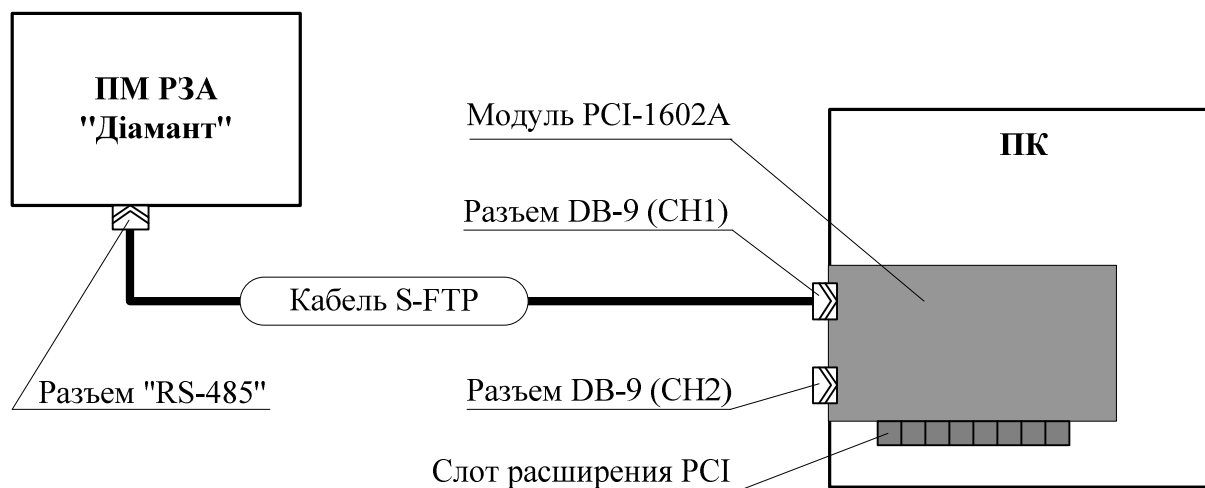 ПМ РЗА
"Діамант"
Модуль PCI-1602A
ПК
Разъем DB-9 (CH1)
Кабель S-FTP
Разъем "RS-485"
Разъем DB-9 (CH2)
Слот расширения PCI